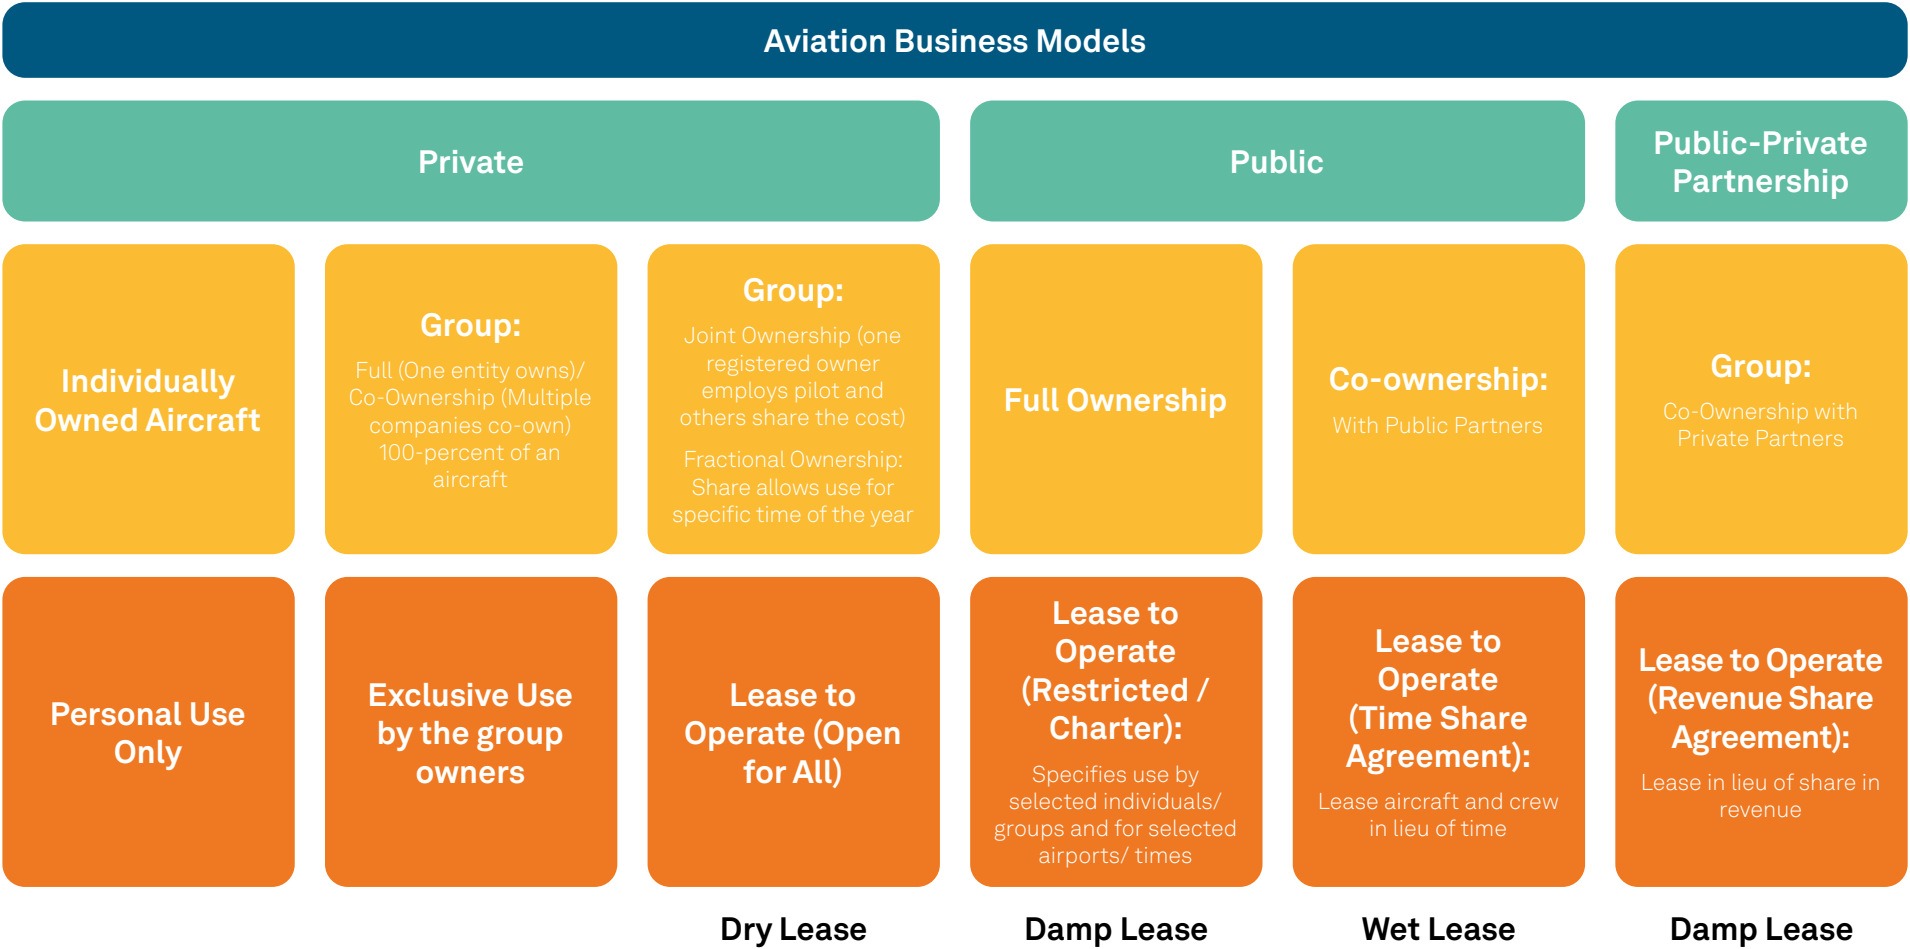 Aviation Business Models
Private
Public
Public-Private
Partnership
Individually
Owned Aircraft
Group:
Full (One entity owns)/
Co-Ownership (Multiple
companies co-own)
100-percent of an
aircraft
Group:
Joint Ownership (one
registered owner
employs pilot and
others share the cost)
Fractional Ownership:
Share allows use for
specific time of the year
Full Ownership
Co-ownership:
With Public Partners
Group:
Co-Ownership with
Private Partners
Personal Use
Only
Exclusive Use
by the group
owners
Lease to
Operate (Open
for All)
Lease to
Operate
(Restricted /
Charter):
Specifies use by
selected individuals/
groups and for selected
airports/ times
Lease to
Operate
(Time Share
Agreement):
Lease aircraft and crew
in lieu of time
Lease to Operate
(Revenue Share
Agreement):
Lease in lieu of share in
revenue
Dry Lease
Damp Lease
Wet Lease
Damp Lease